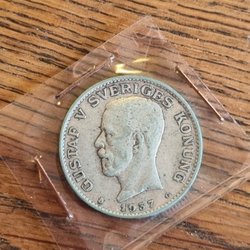 GUSTAF V SVERIGES KONUNG
1937